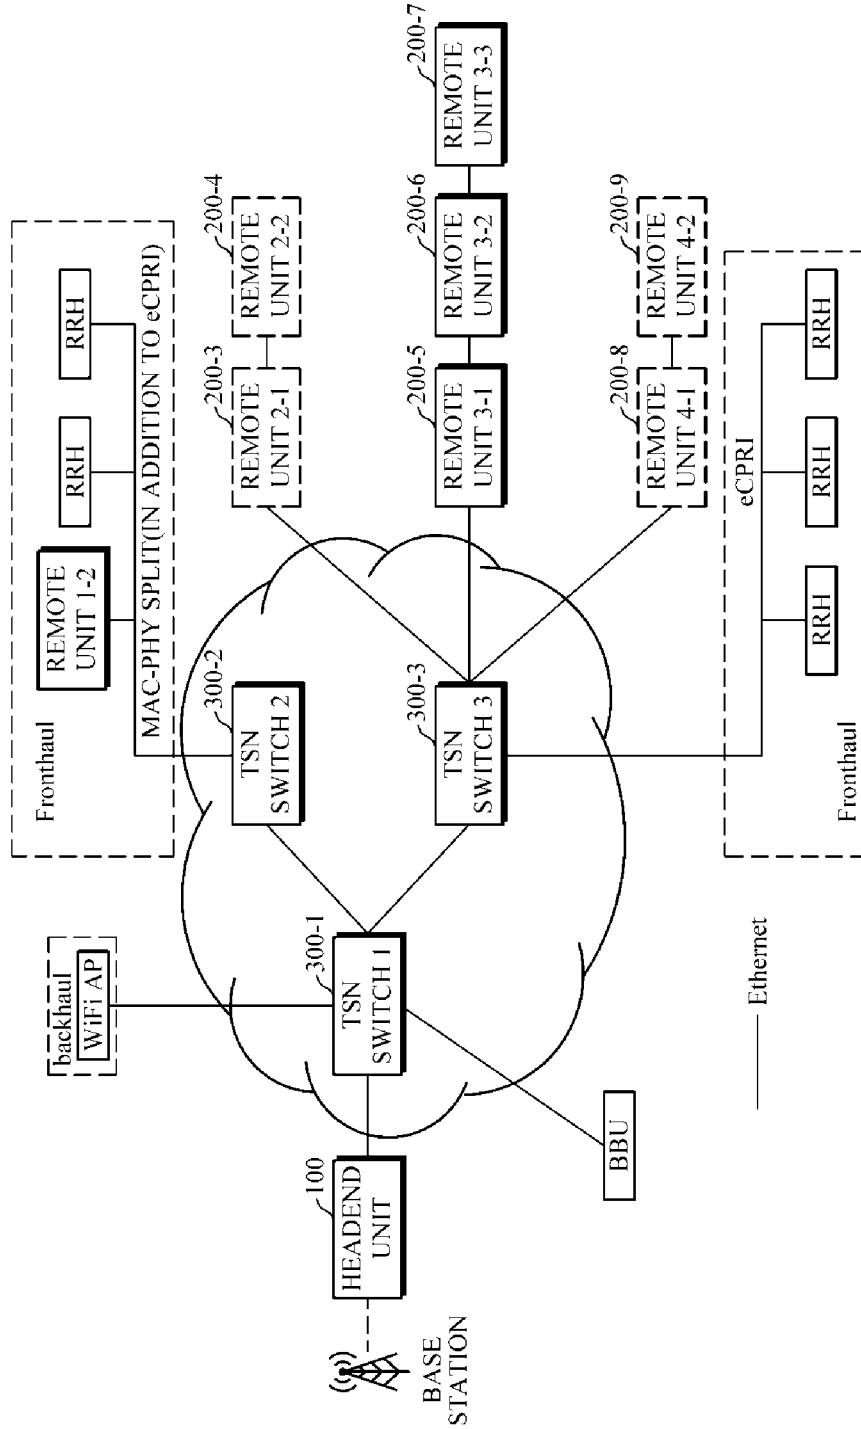 BASE
STATION
100
HEADEND
UNIT
backhaul
WiFi AP
300-1
TSN
SWITCH 1
BBU
300-2
TSN
SWITCH 2
300-3
TSN
SWITCH 3
Fronthaul
REMOTE
UNIT 1-2
RRH
RRH
MAC-PHY SPLIT(IN ADDITION TO eCPRI)
200-3
REMOTE
UNIT 2-1
200-4
REMOTE
UNIT 2-2
200-5
REMOTE
UNIT 3-1
200-6
REMOTE
UNIT 3-2
200-7
REMOTE
UNIT 3-3
200-8
REMOTE
UNIT 4-1
200-9
REMOTE
UNIT 4-2
eCPRI
RRH
RRH
RRH
Fronthaul
Ethernet